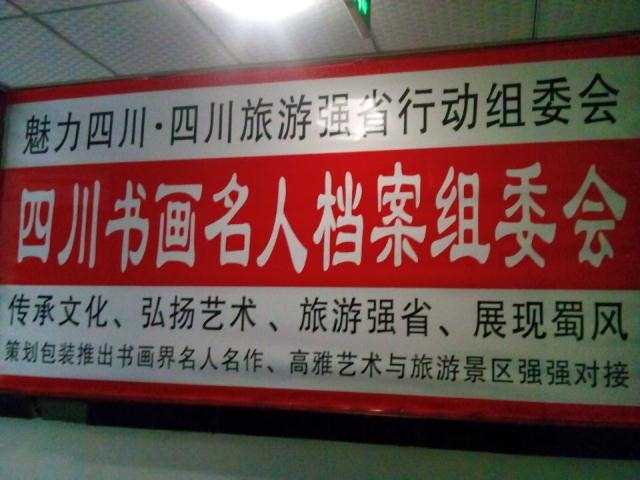 魅力四川·四川旅游强省行动组委会
四川书画名人档案组委会
传承文化、弘扬艺术、旅游强省、展现蜀风
策划包装推出书画界名人名作、高雅艺术与旅游景区强强对接